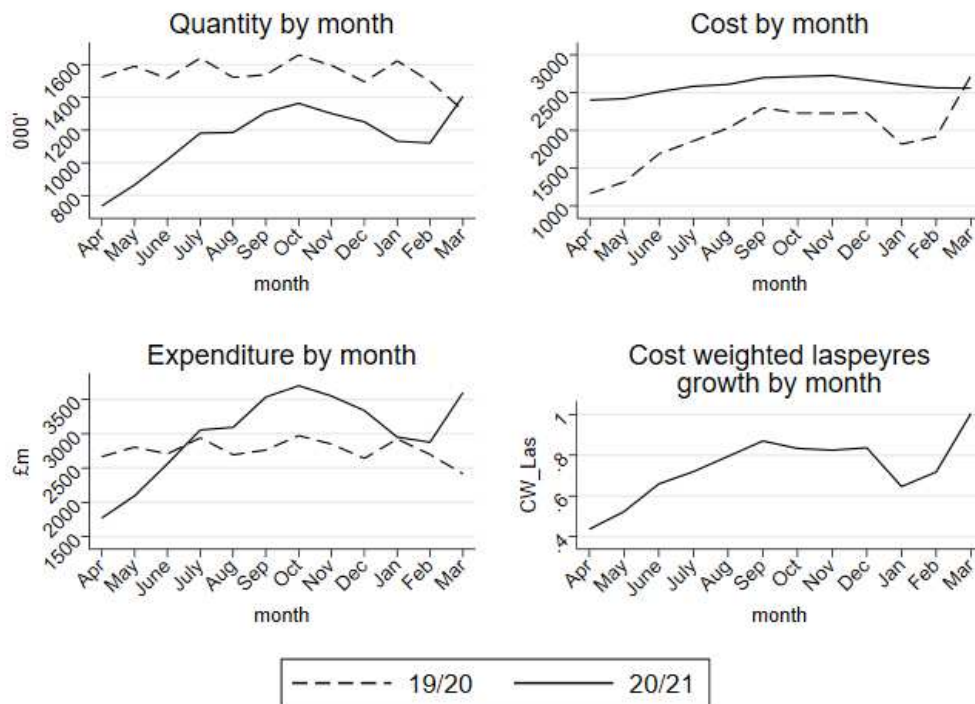 Quantity by month
000'
1600
1400
1200
1000
800
Apr
May
June
July
Aug
Sep
Oct
Nov
Dec
Jan
Feb
Mar
month
Cost by month
3000
2500
2000
1500
1000
Apr
May
June
July
Aug
Sep
Oct
Nov
Dec
Jan
Feb
Mar
month
Expenditure by month
£m
3500
3000
2500
2000
1500
Apr
May
June
July
Aug
Sep
Oct
Nov
Dec
Jan
Feb
Mar
month
Cost weighted laspeyres
growth by month
CW_Las
1
.8
.6
.4
Apr
May
June
July
Aug
Sep
Oct
Nov
Dec
Jan
Feb
Mar
month
19/20
20/21